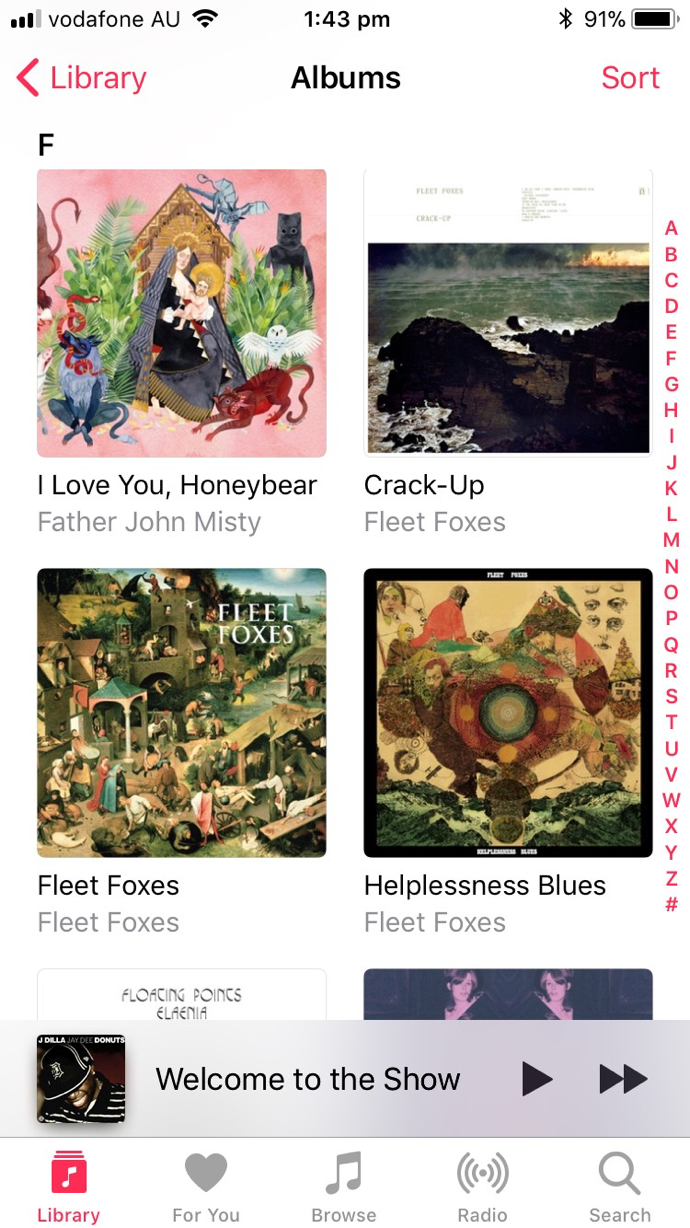 vodafone AU 1:43 pm 91%
Library Albums Sort
F
FLEET FOXES
CRACK-UP
I Love You, Honeybear
Father John Misty
Crack-Up
Fleet Foxes
FLEET
FOXES
FLEET FOXES
HELPLESSNESS BLUES
Fleet Foxes
Fleet Foxes
Helplessness Blues
Fleet Foxes
FLOATING POINTS
ELAENIA
J DILLA JAY DEE DONUTS
Welcome to the Show
Library
For You
Browse
Radio
Search
A
B
C
D
E
F
G
H
I
J
K
L
M
N
O
P
Q
R
S
T
U
V
W
X
Y
Z
#